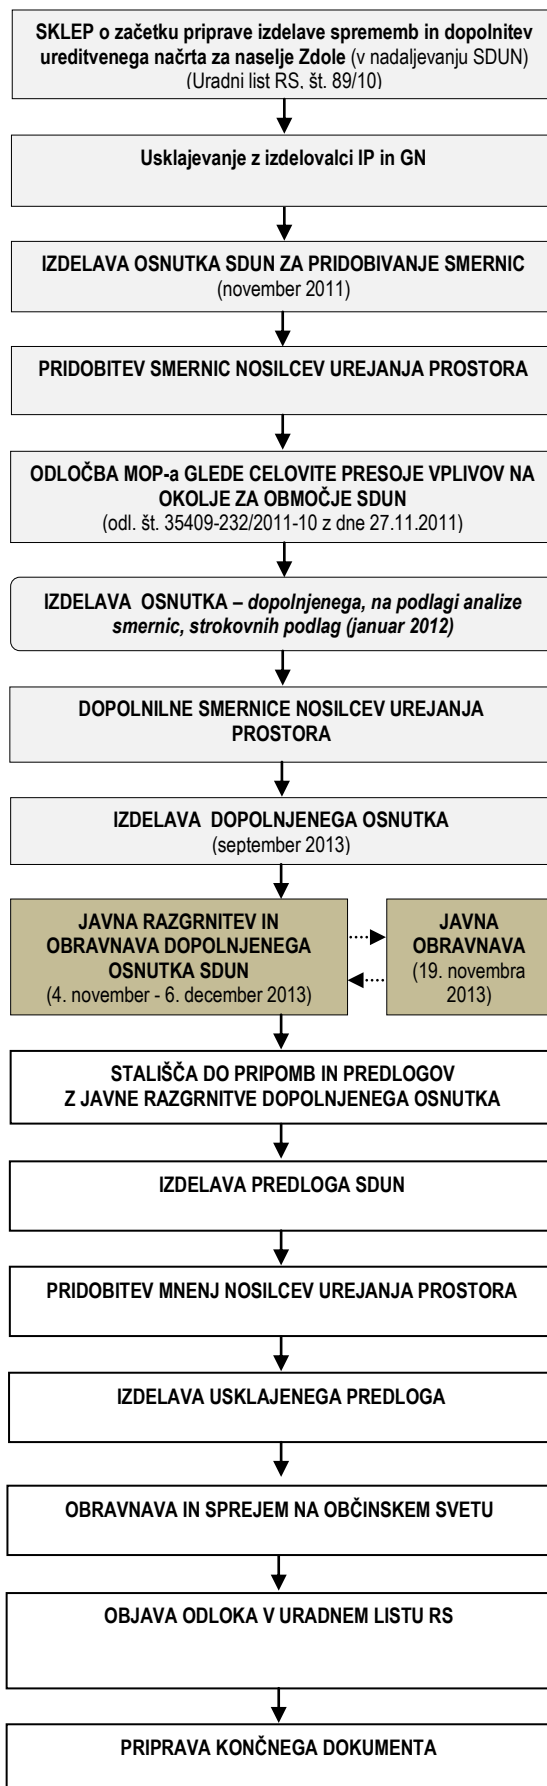 SKLEP o začetku priprave izdelave sprememb in dopolnitev
ureditvenega načrta za naselje Zdole (v nadaljevanju SDUN)
(Uradni list RS, št. 89/10)
Usklajevanje z izdelovalci IP in GN
IZDELAVA OSNUTKA SDUN ZA PRIDOBIVANJE SMERNIC
(november 2011)
PRIDOBITEV SMERNIC NOSILCEV UREJANJA PROSTORA
ODLOČBA MOP-a GLEDE CELOVITE PRESOJE VPLIVOV NA
OKOLJE ZA OBMOČJE SDUN
(odl. št. 35409-232/2011-10 z dne 27.11.2011)
IZDELAVA OSNUTKA – dopolnjenega, na podlagi analize
smernic, strokovnih podlag (januar 2012)
DOPOLNILNE SMERNICE NOSILCEV UREJANJA
PROSTORA
IZDELAVA DOPOLNJENEGA OSNUTKA
(september 2013)
JAVNA RAZGRNITEV IN
OBRAVNAVA DOPOLNJENEGA
OSNUTKA SDUN
(4. november - 6. december 2013)
JAVNA
OBRAVNAVA
(19. novembra
2013)
STALIŠČA DO PRIPOMB IN PREDLOGOV
Z JAVNE RAZGRNITVE DOPOLNJENEGA OSNUTKA
IZDELAVA PREDLOGA SDUN
PRIDOBITEV MNENJ NOSILCEV UREJANJA PROSTORA
IZDELAVA USKLAJENEGA PREDLOGA
OBRAVNAVA IN SPREJEM NA OBČINSKEM SVETU
OBJAVA ODLOKA V URADNEM LISTU RS
PRIPRAVA KONČNEGA DOKUMENTA